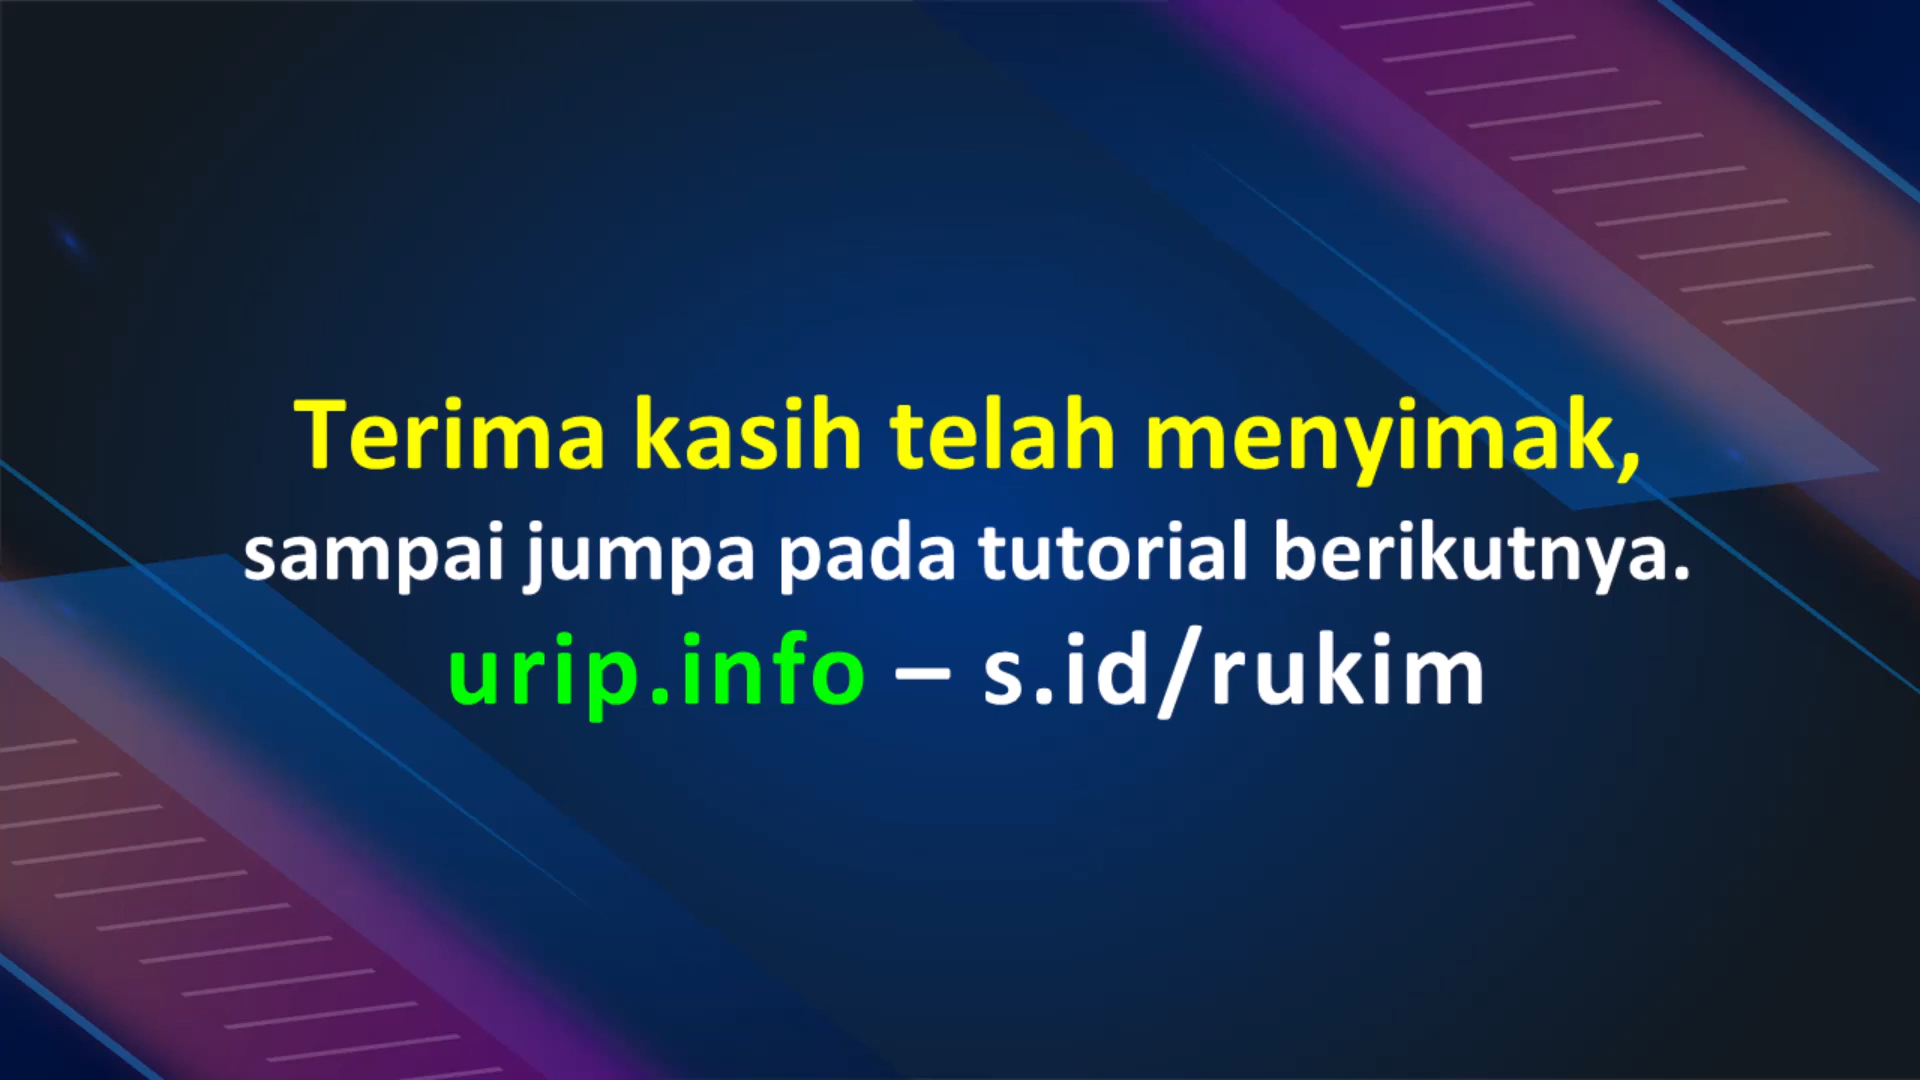 Terima kasih telah menyimak,
sampai jumpa pada tutorial berikutnya.
urip.info – s.id/rukim